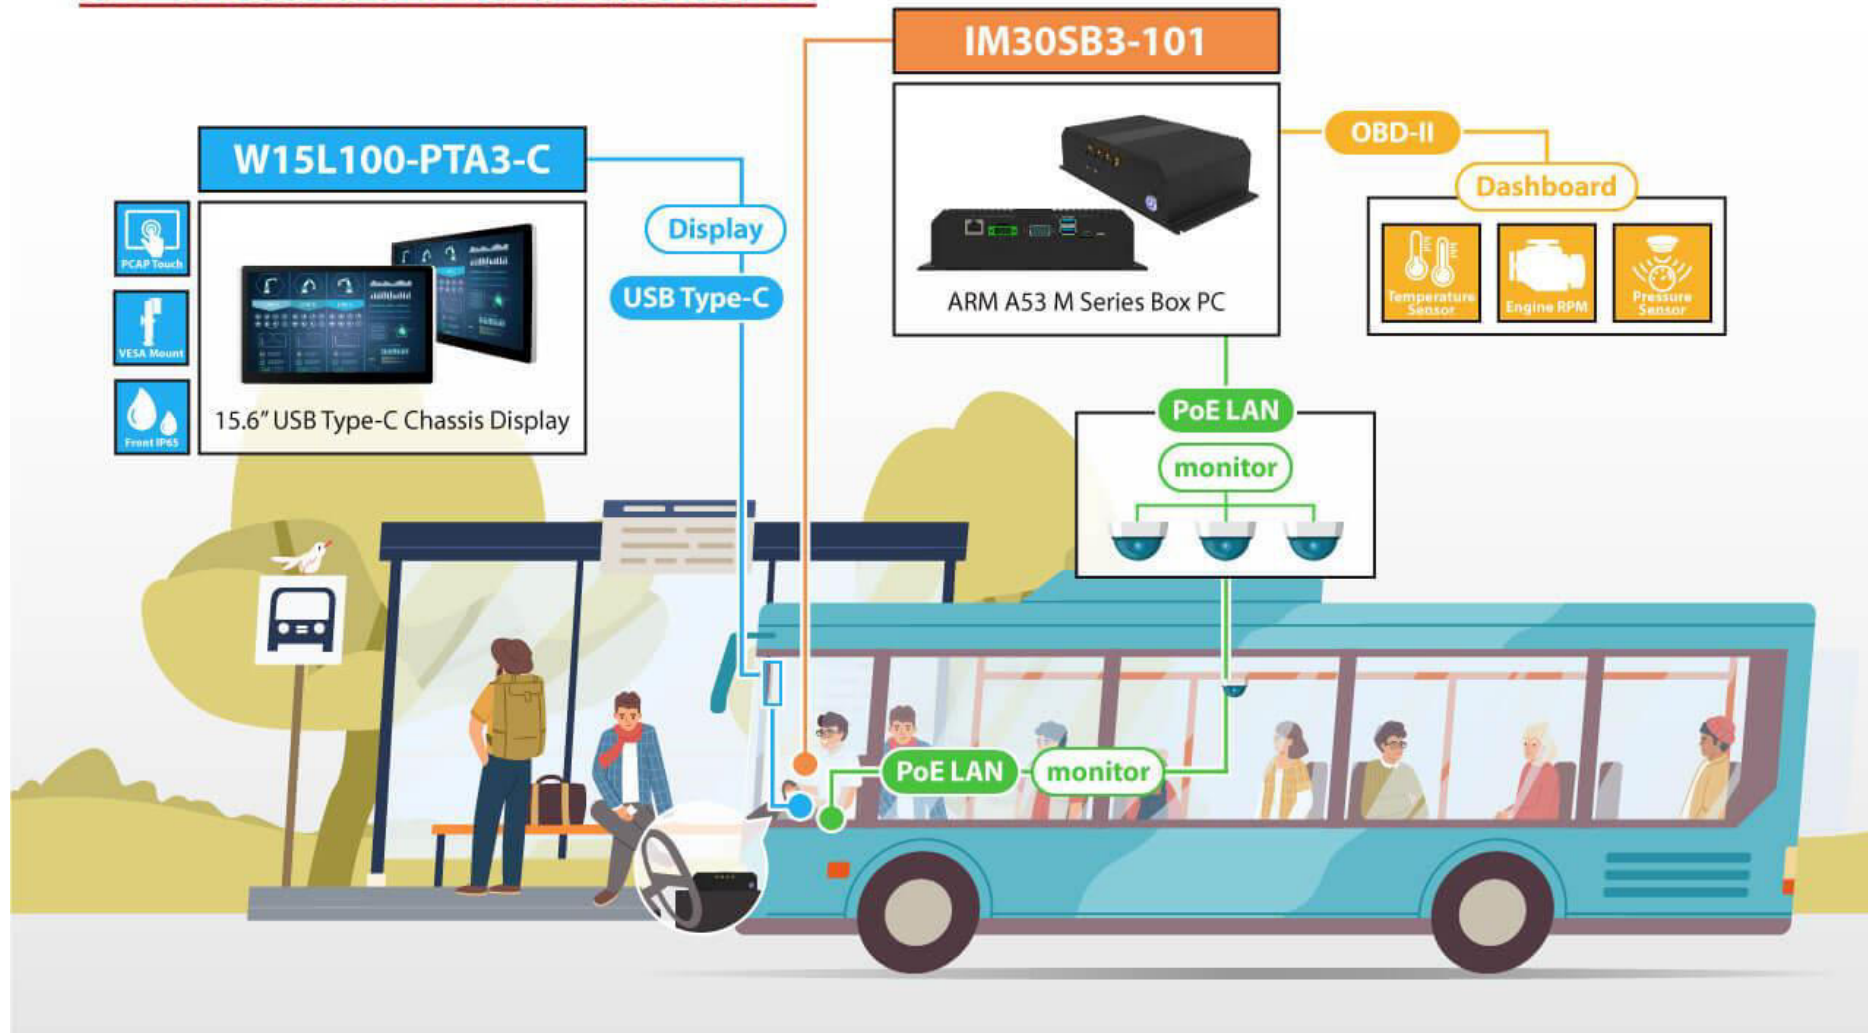 IM30SB3-101
W15L100-PTA3-C
OBD-II
Dashboard
PCAP Touch
Display
Temperature
Sensor
Engine RPM
Pressure
Sensor
USB Type-C
ARM A53 M Series Box PC
VESA Mount
15.6" USB Type-C Chassis Display
Front IP65
PoE LAN
monitor
PoE LAN
monitor